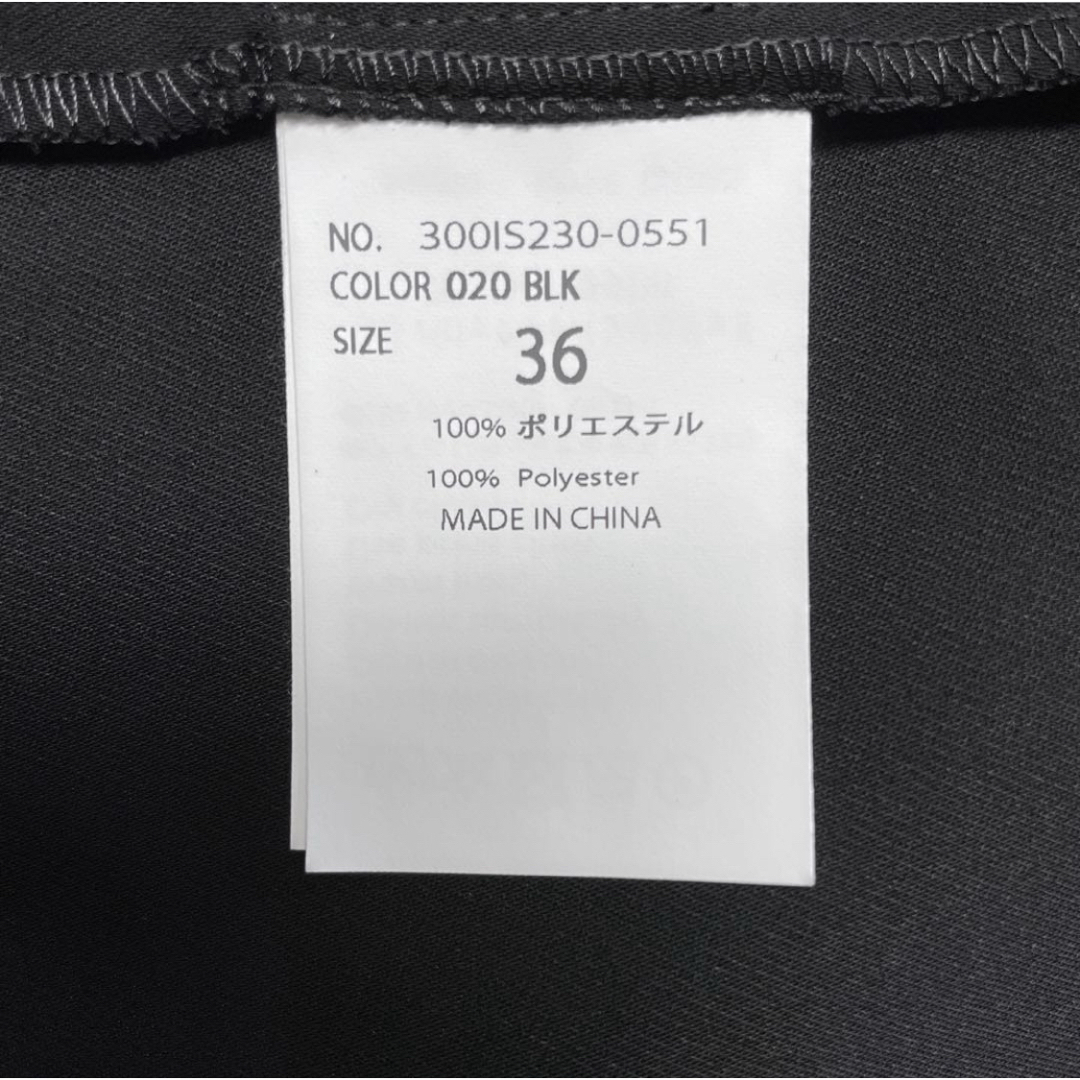 NO. 300IS230-0551
COLOR 020 BLK
SIZE 36
100% ポリエステル
100% Polyester
MADE IN CHINA